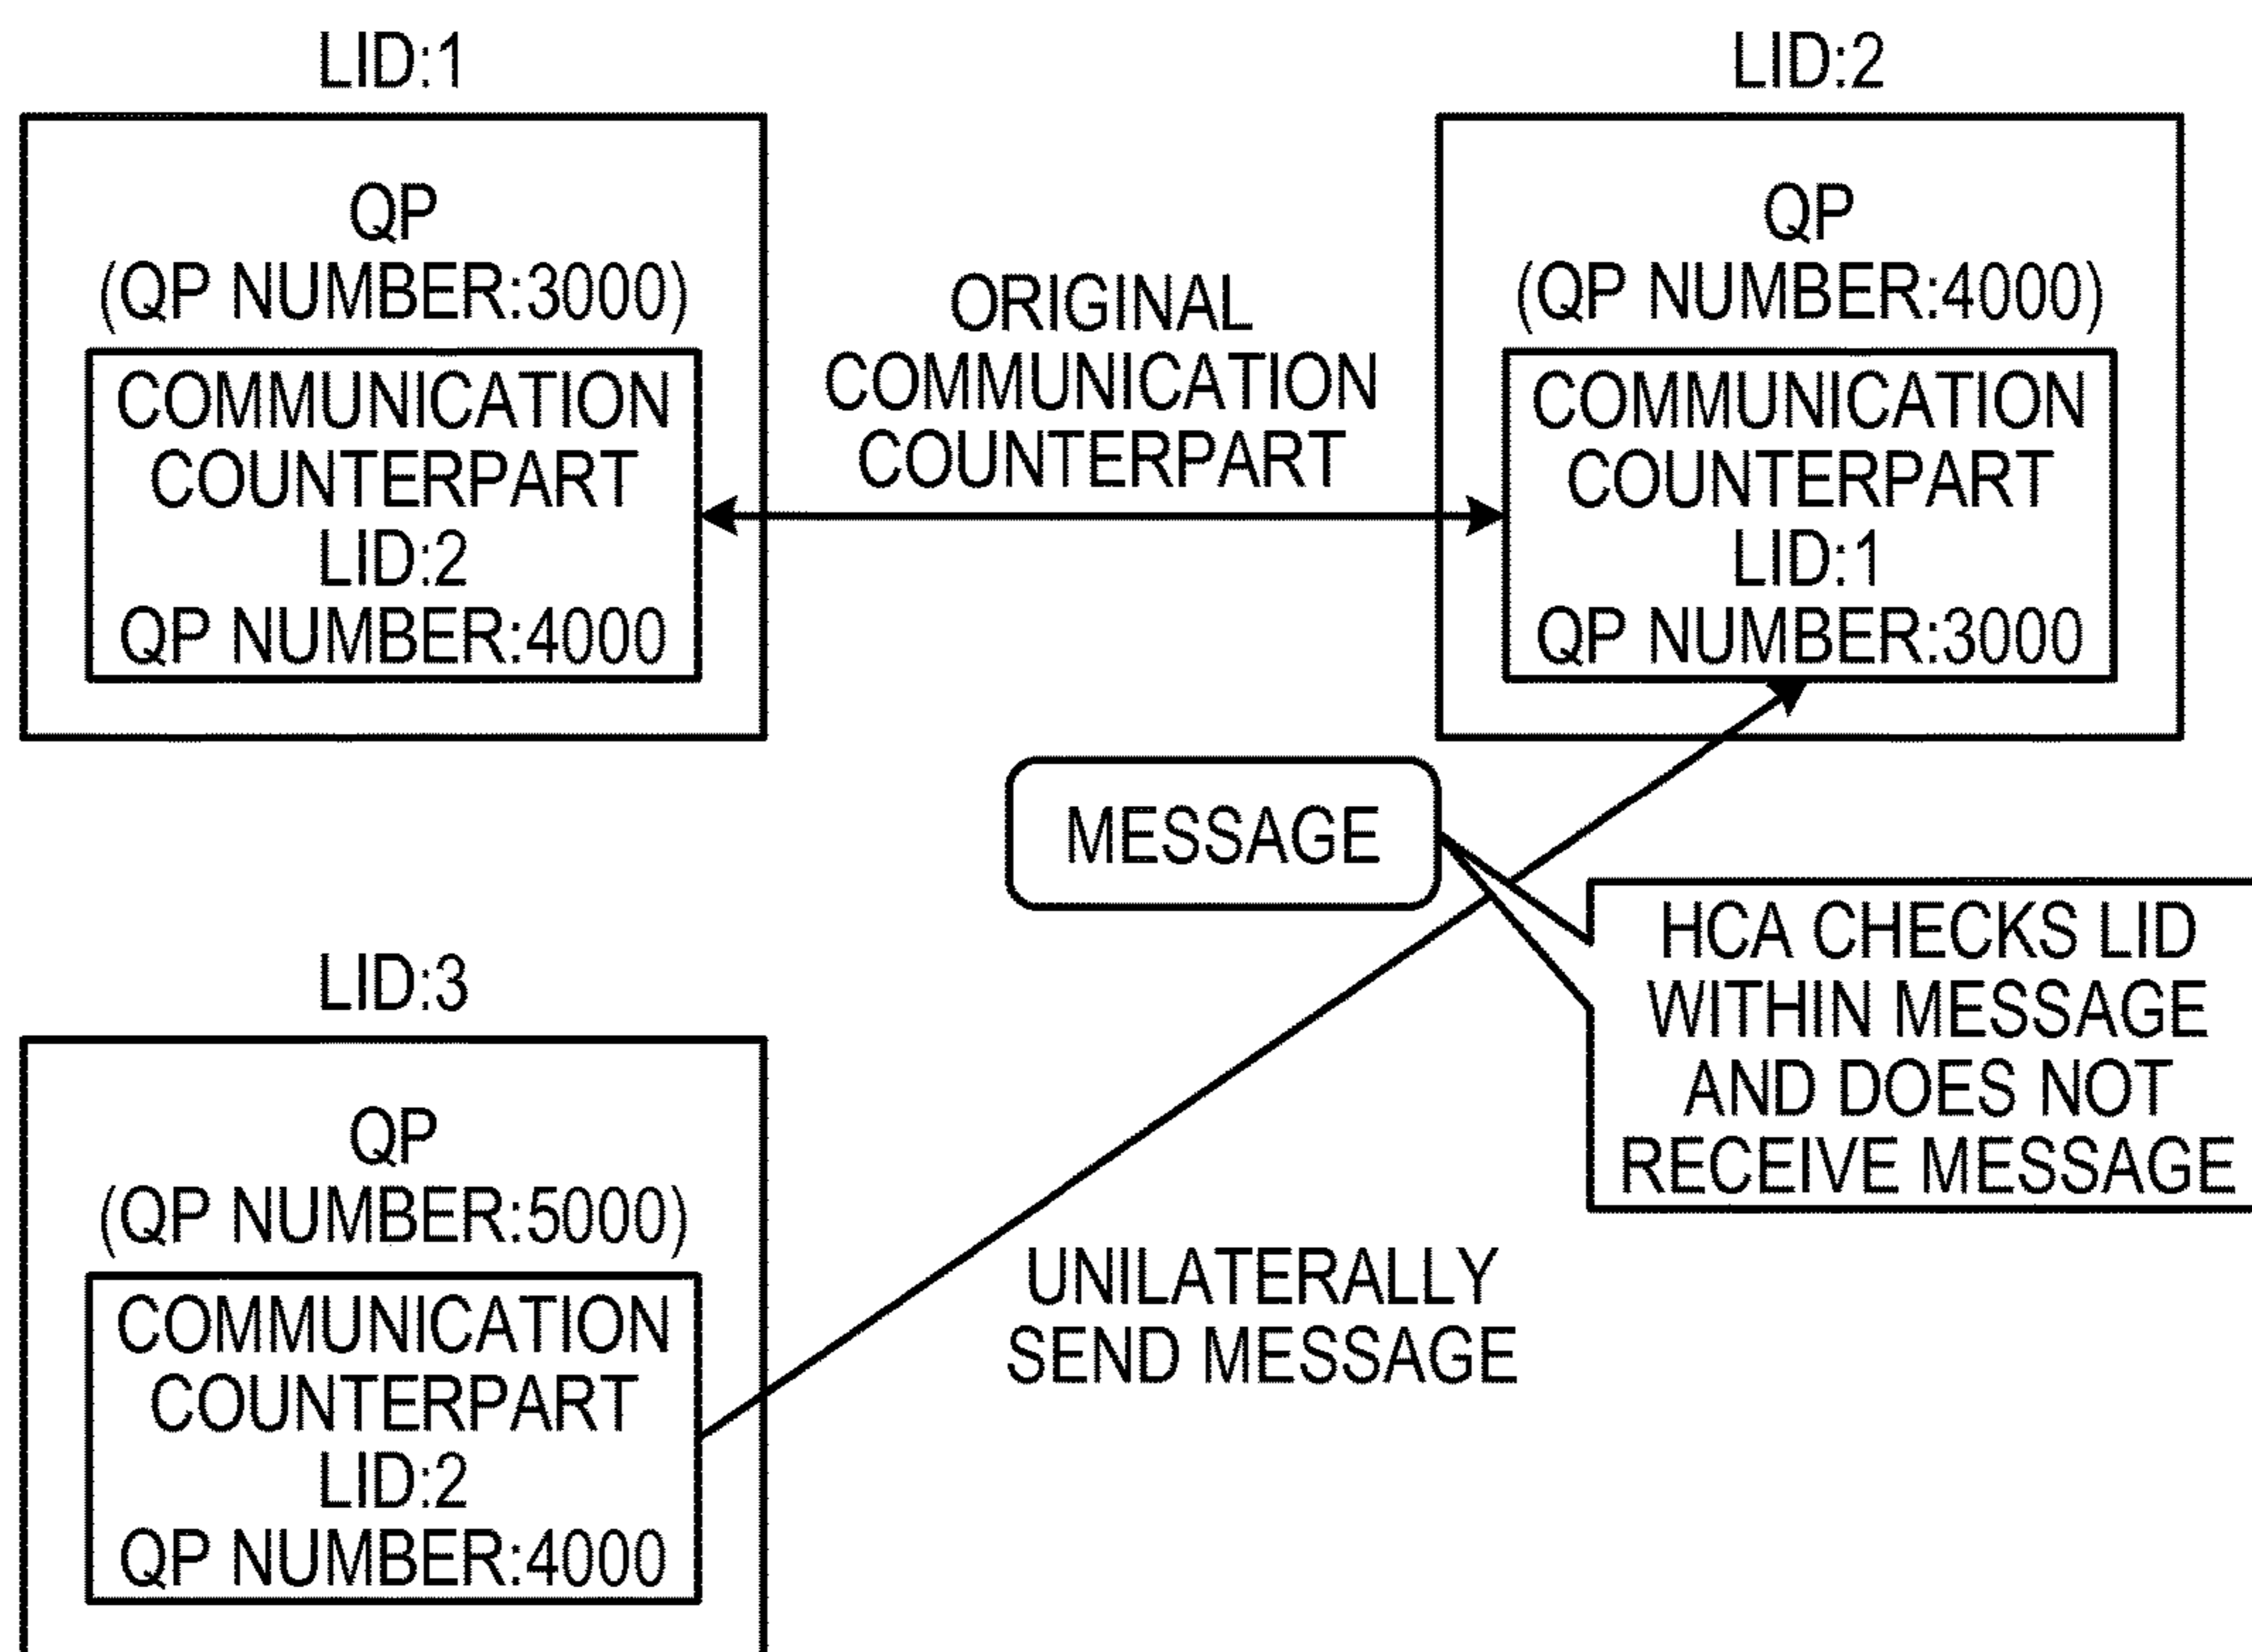 LID:1
QP
(QP NUMBER:3000)
COMMUNICATION
COUNTERPART
LID:2
QP NUMBER:4000
ORIGINAL
COMMUNICATION
COUNTERPART
LID:2
QP
(QP NUMBER:4000)
COMMUNICATION
COUNTERPART
LID:1
QP NUMBER:3000
MESSAGE
HCA CHECKS LID
WITHIN MESSAGE
AND DOES NOT
RECEIVE MESSAGE
LID:3
QP
(QP NUMBER:5000)
COMMUNICATION
COUNTERPART
LID:2
QP NUMBER:4000
UNILATERALLY
SEND MESSAGE